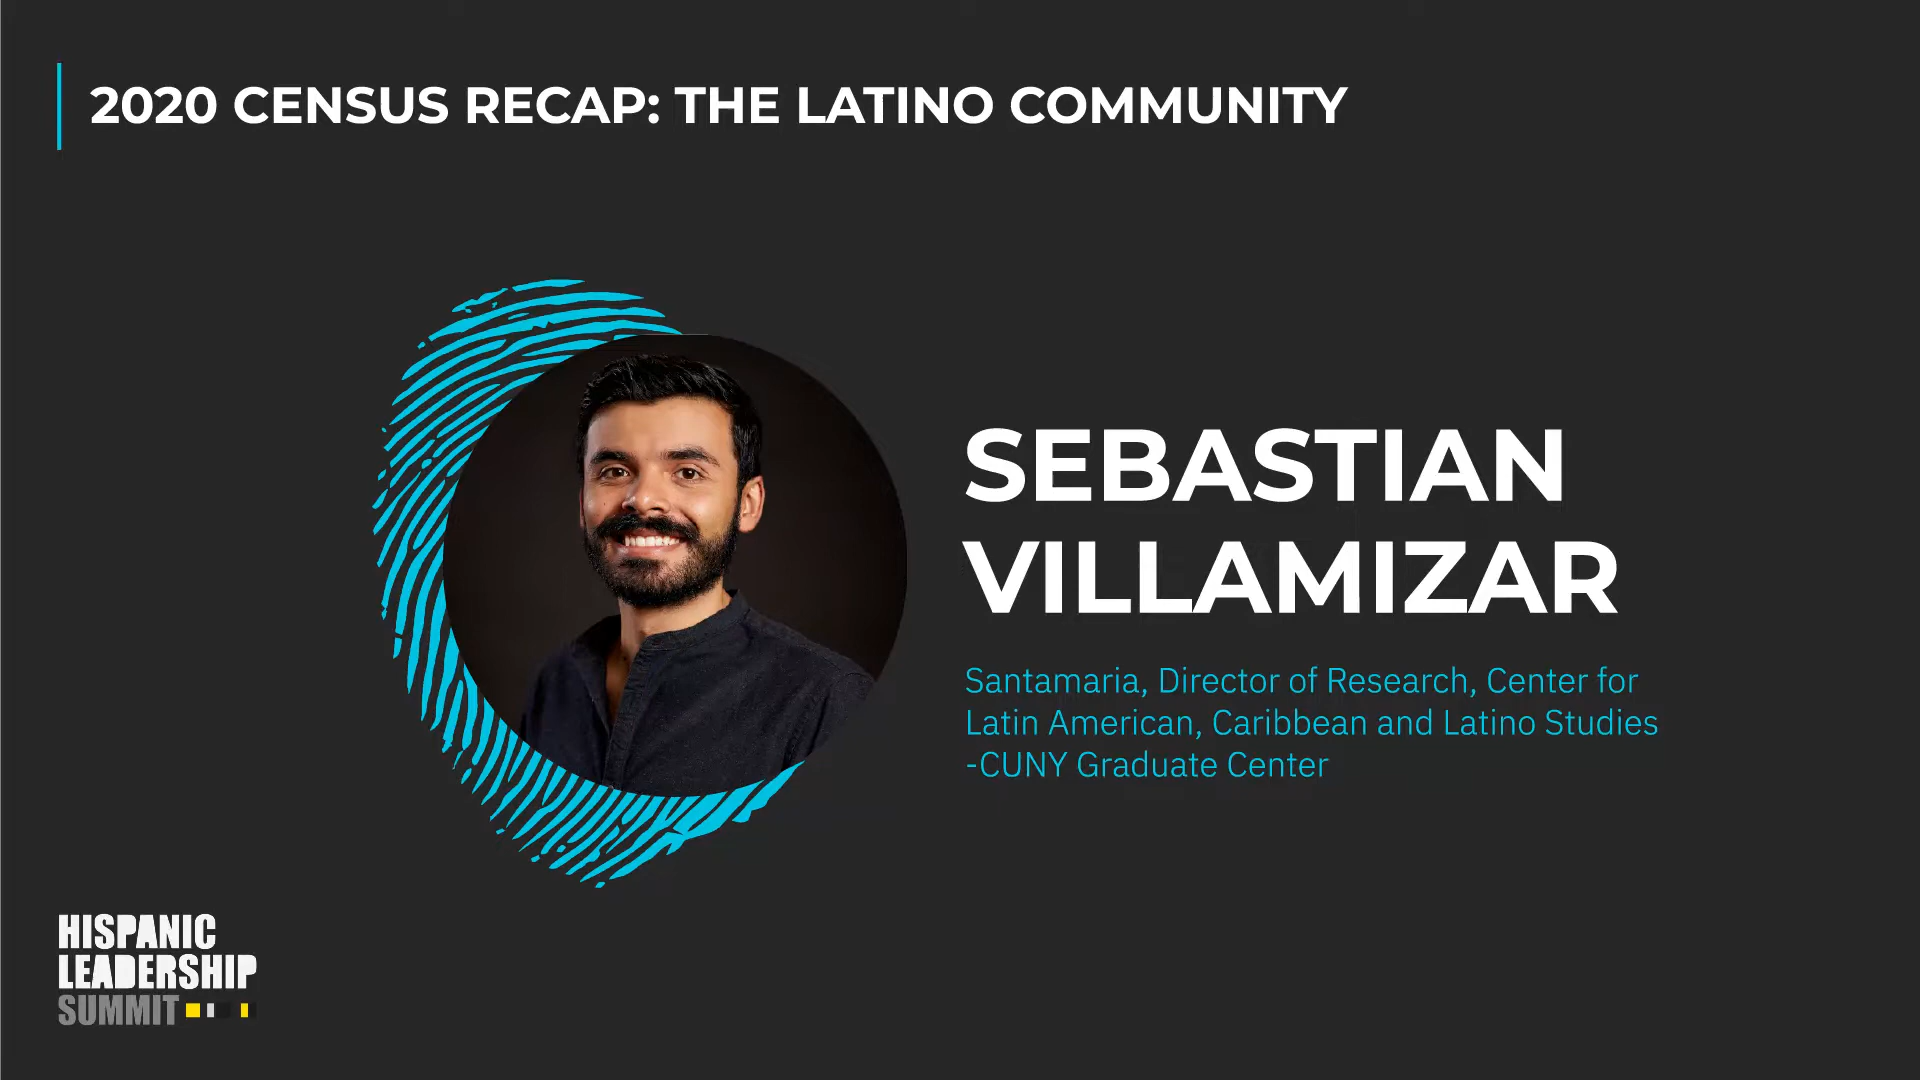 2020 CENSUS RECAP: THE LATINO COMMUNITY
SEBASTIAN
VILLAMIZAR
Santamaria, Director of Research, Center for
Latin American, Caribbean and Latino Studies
-CUNY Graduate Center
HISPANIC
LEADERSHIP
SUMMIT